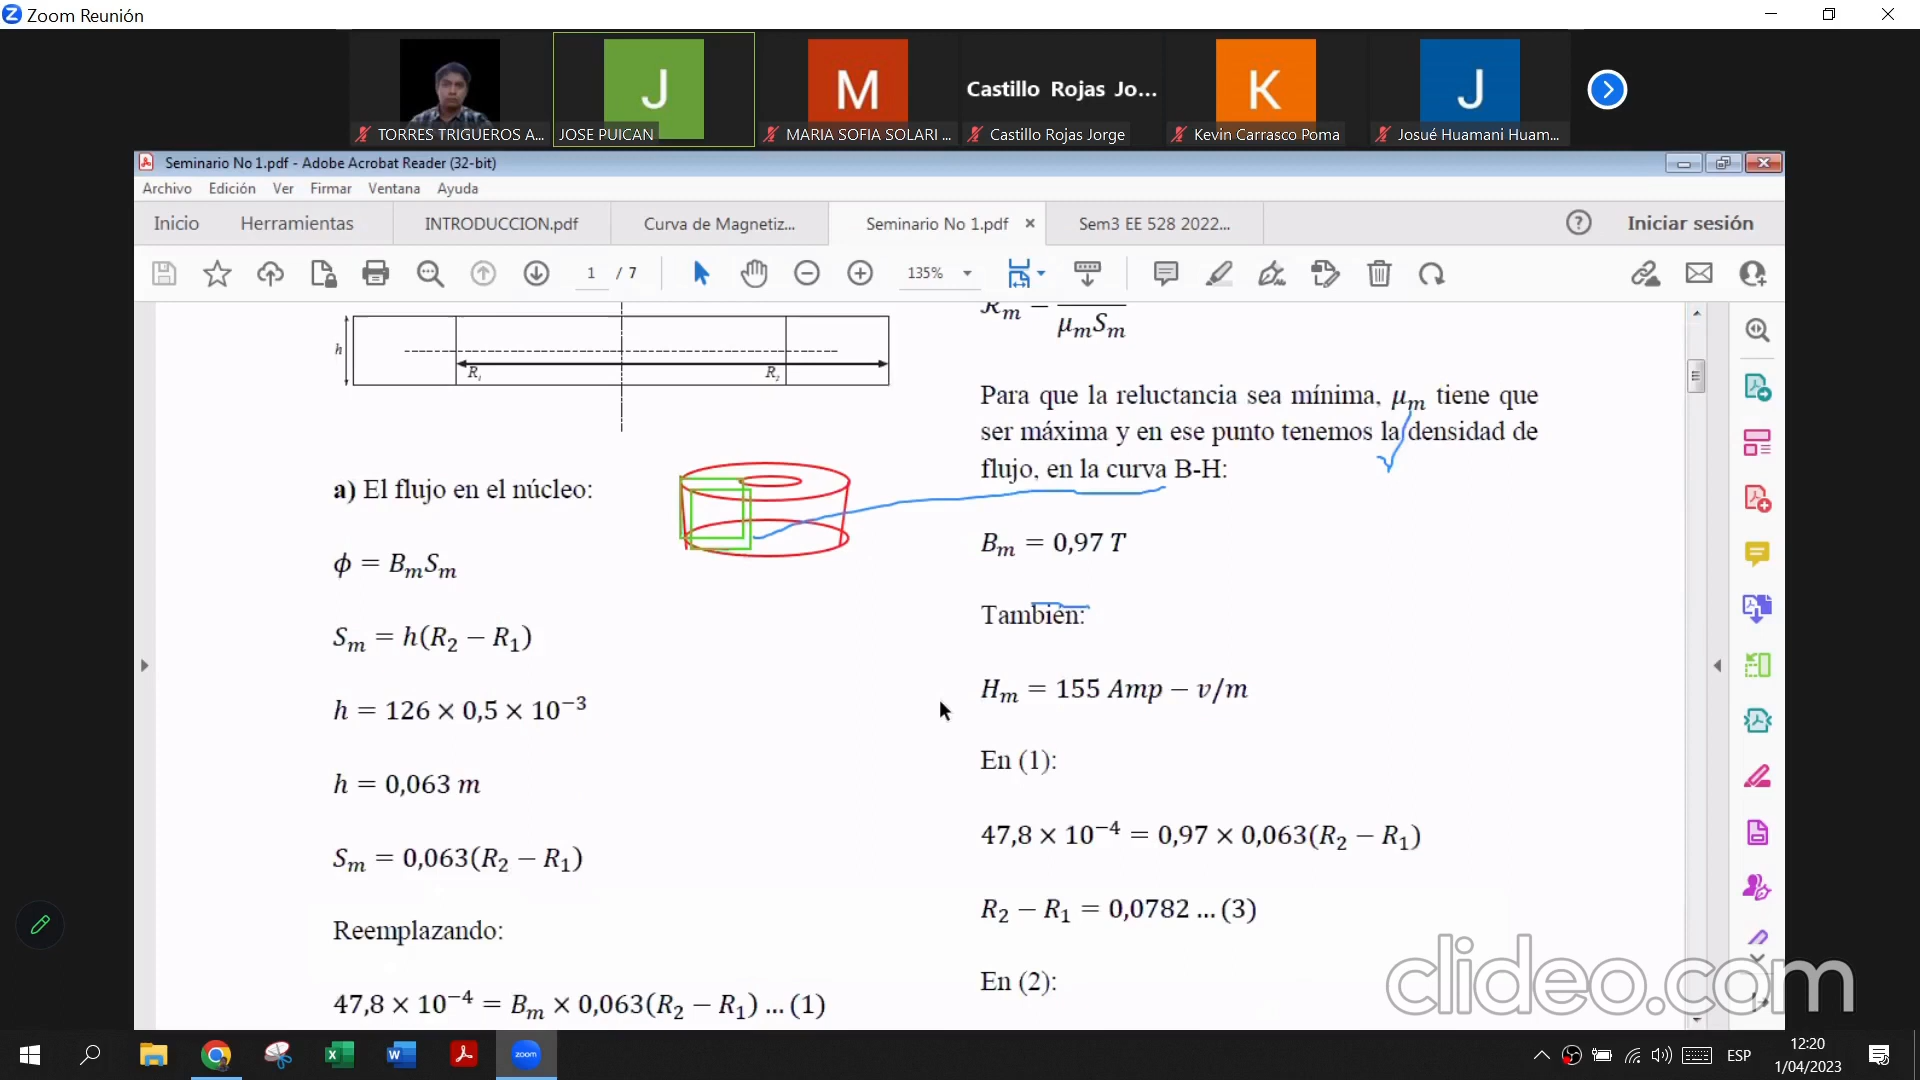 Zoom Reunión
Castillo Rojas Jo...
TORRES TRIGUEROS A...
JOSE PUICAN
MARIA SOFIA SOLARI ...
Castillo Rojas Jorge
Kevin Carrasco Poma
Josué Huamani Huam...
J
M
K
J
Seminario No 1.pdf - Adobe Acrobat Reader (32-bit)
Archivo Edición Ver Firmar Ventana Ayuda
Inicio Herramientas INTRODUCCION.pdf Curva de Magnetiz... Seminario No 1.pdf × Sem3 EE 528 2022... Iniciar sesión
1 / 7 135%
h
R₁ R₂
a) El flujo en el núcleo:
ϕ = BₘSₘ
Sₘ = h(R₂ − R₁)
h = 126 × 0,5 × 10⁻³
h = 0,063 m
Sₘ = 0,063(R₂ − R₁)
Reemplazando:
47,8 × 10⁻⁴ = Bₘ × 0,063(R₂ − R₁) ... (1)
μₘSₘ
Para que la reluctancia sea mínima, μₘ tiene que
ser máxima y en ese punto tenemos la densidad de
flujo, en la curva B-H:
Bₘ = 0,97 T
También:
Hₘ = 155 Amp − v/m
En (1):
47,8 × 10⁻⁴ = 0,97 × 0,063(R₂ − R₁)
R₂ − R₁ = 0,0782 ... (3)
En (2):
clideo.com
zoom
ESP
12:20
1/04/2023